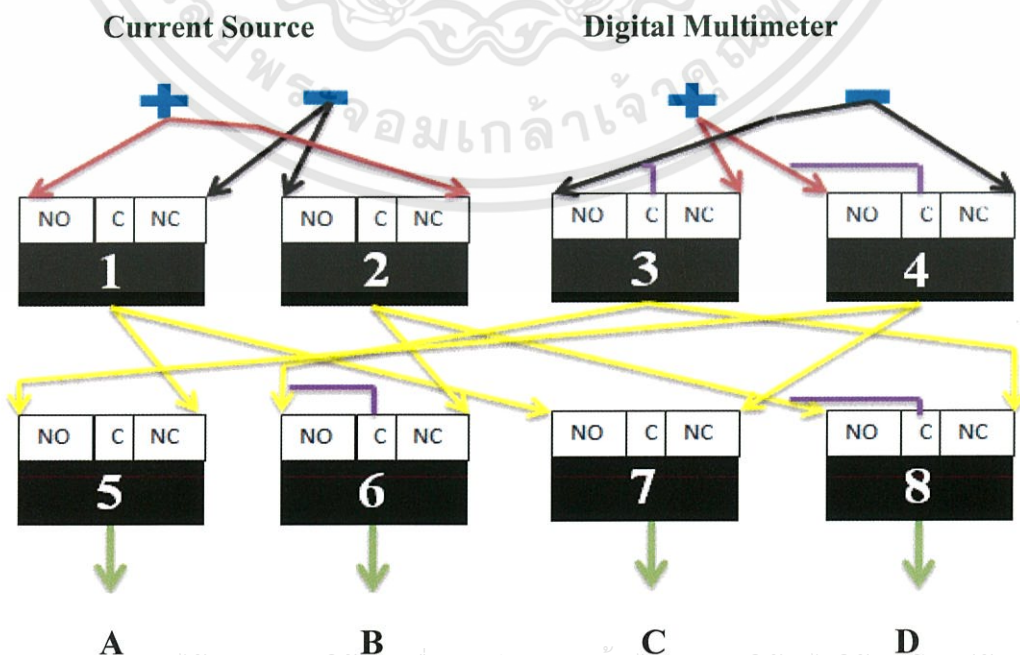 Current Source Digital Multimeter
NO C NC NO C NC NO C NC NO C NC
1 2 3 4
NO C NC NO C NC NO C NC NO C NC
5 6 7 8
A B C D